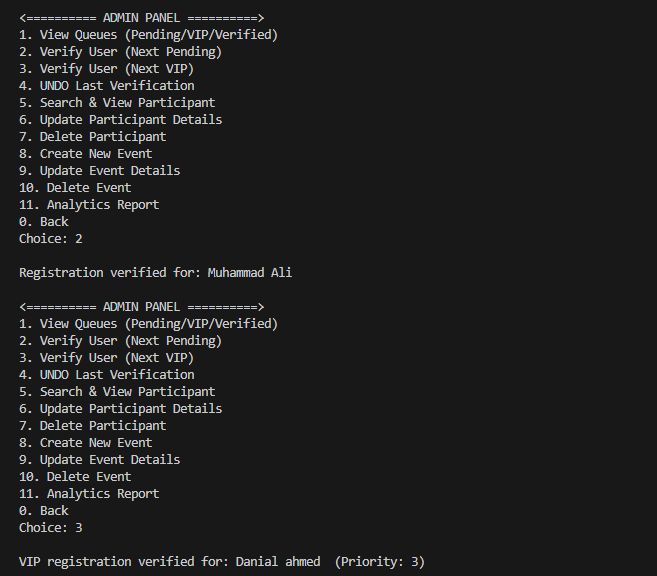 <========== ADMIN PANEL ==========>
1. View Queues (Pending/VIP/Verified)
2. Verify User (Next Pending)
3. Verify User (Next VIP)
4. UNDO Last Verification
5. Search & View Participant
6. Update Participant Details
7. Delete Participant
8. Create New Event
9. Update Event Details
10. Delete Event
11. Analytics Report
0. Back
Choice: 2

Registration verified for: Muhammad Ali

<========== ADMIN PANEL ==========>
1. View Queues (Pending/VIP/Verified)
2. Verify User (Next Pending)
3. Verify User (Next VIP)
4. UNDO Last Verification
5. Search & View Participant
6. Update Participant Details
7. Delete Participant
8. Create New Event
9. Update Event Details
10. Delete Event
11. Analytics Report
0. Back
Choice: 3

VIP registration verified for: Danial ahmed  (Priority: 3)